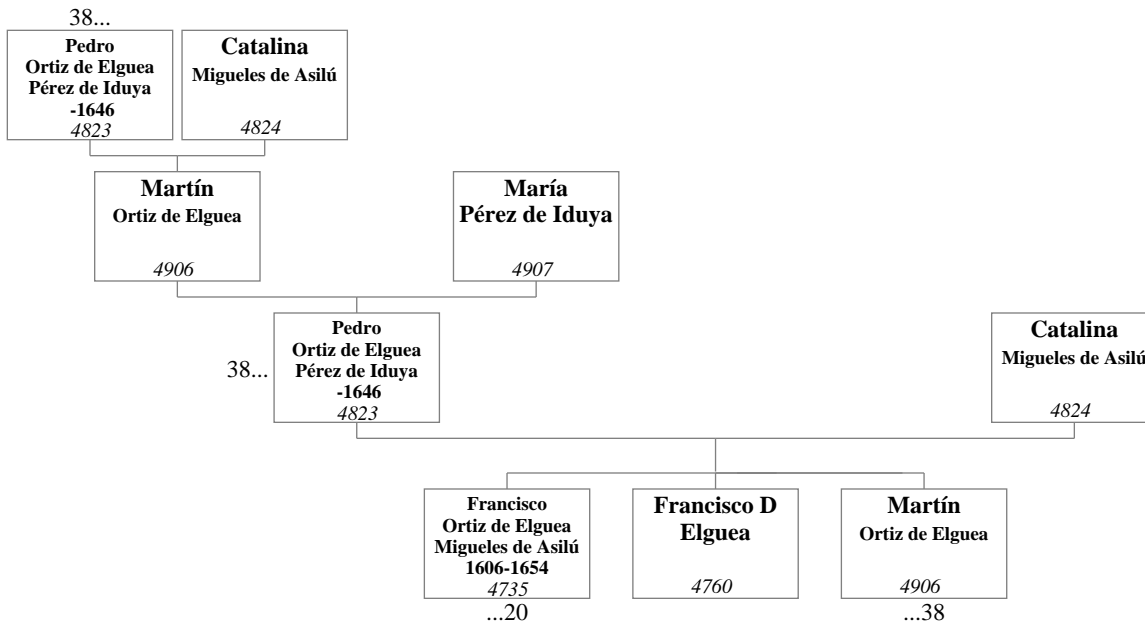 38...
Pedro
Ortiz de Elguea
Pérez de Iduya
-1646
4823
Catalina
Migueles de Asilú
4824
Martín
Ortiz de Elguea
4906
María
Pérez de Iduya
4907
38...
Pedro
Ortiz de Elguea
Pérez de Iduya
-1646
4823
Catalina
Migueles de Asilú
4824
Francisco
Ortiz de Elguea
Migueles de Asilú
1606-1654
4735
...20
Francisco D
Elguea
4760
Martín
Ortiz de Elguea
4906
...38